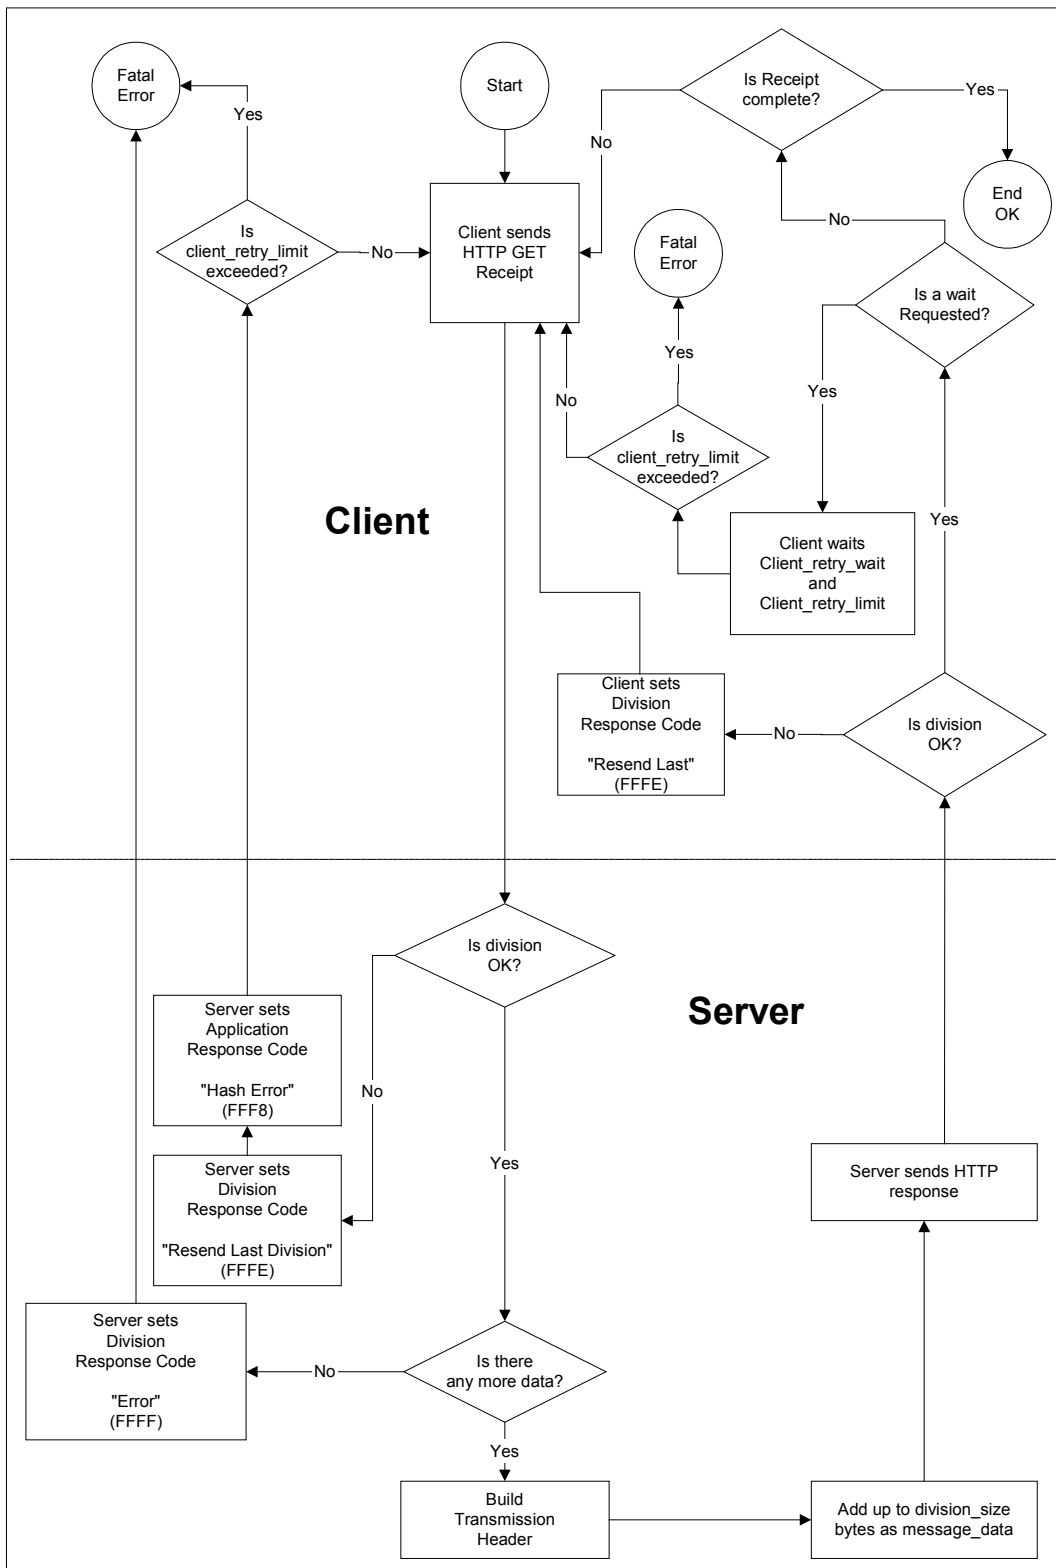 Fatal
Error
Start
Is Receipt
complete?
Yes
Yes
No
End
OK
Is
client_retry_limit
exceeded?
No
Client sends
HTTP GET
Receipt
Fatal
Error
No
Is a wait
Requested?
Yes
Yes
No
Is
client_retry_limit
exceeded?
Client
Yes
Client waits
Client_retry_wait
and
Client_retry_limit
Client sets
Division
Response Code
"Resend Last"
(FFFE)
No
Is division
OK?
Is division
OK?
Server
Server sets
Application
Response Code
"Hash Error"
(FFF8)
No
Yes
Server sets
Division
Response Code
"Resend Last Division"
(FFFE)
Server sends HTTP
response
Server sets
Division
Response Code
"Error"
(FFFF)
No
Is there
any more data?
Yes
Build
Transmission
Header
Add up to division_size
bytes as message_data